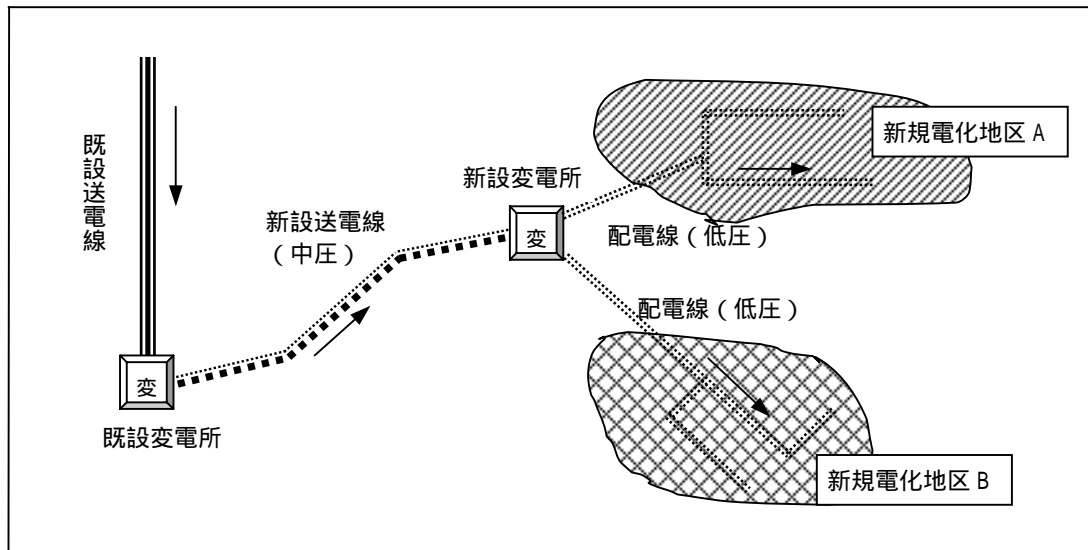 既設送電線
変
既設変電所
新設送電線
(中圧)
新設変電所
変
配電線(低圧)
新規電化地区 A
配電線(低圧)
新規電化地区 B